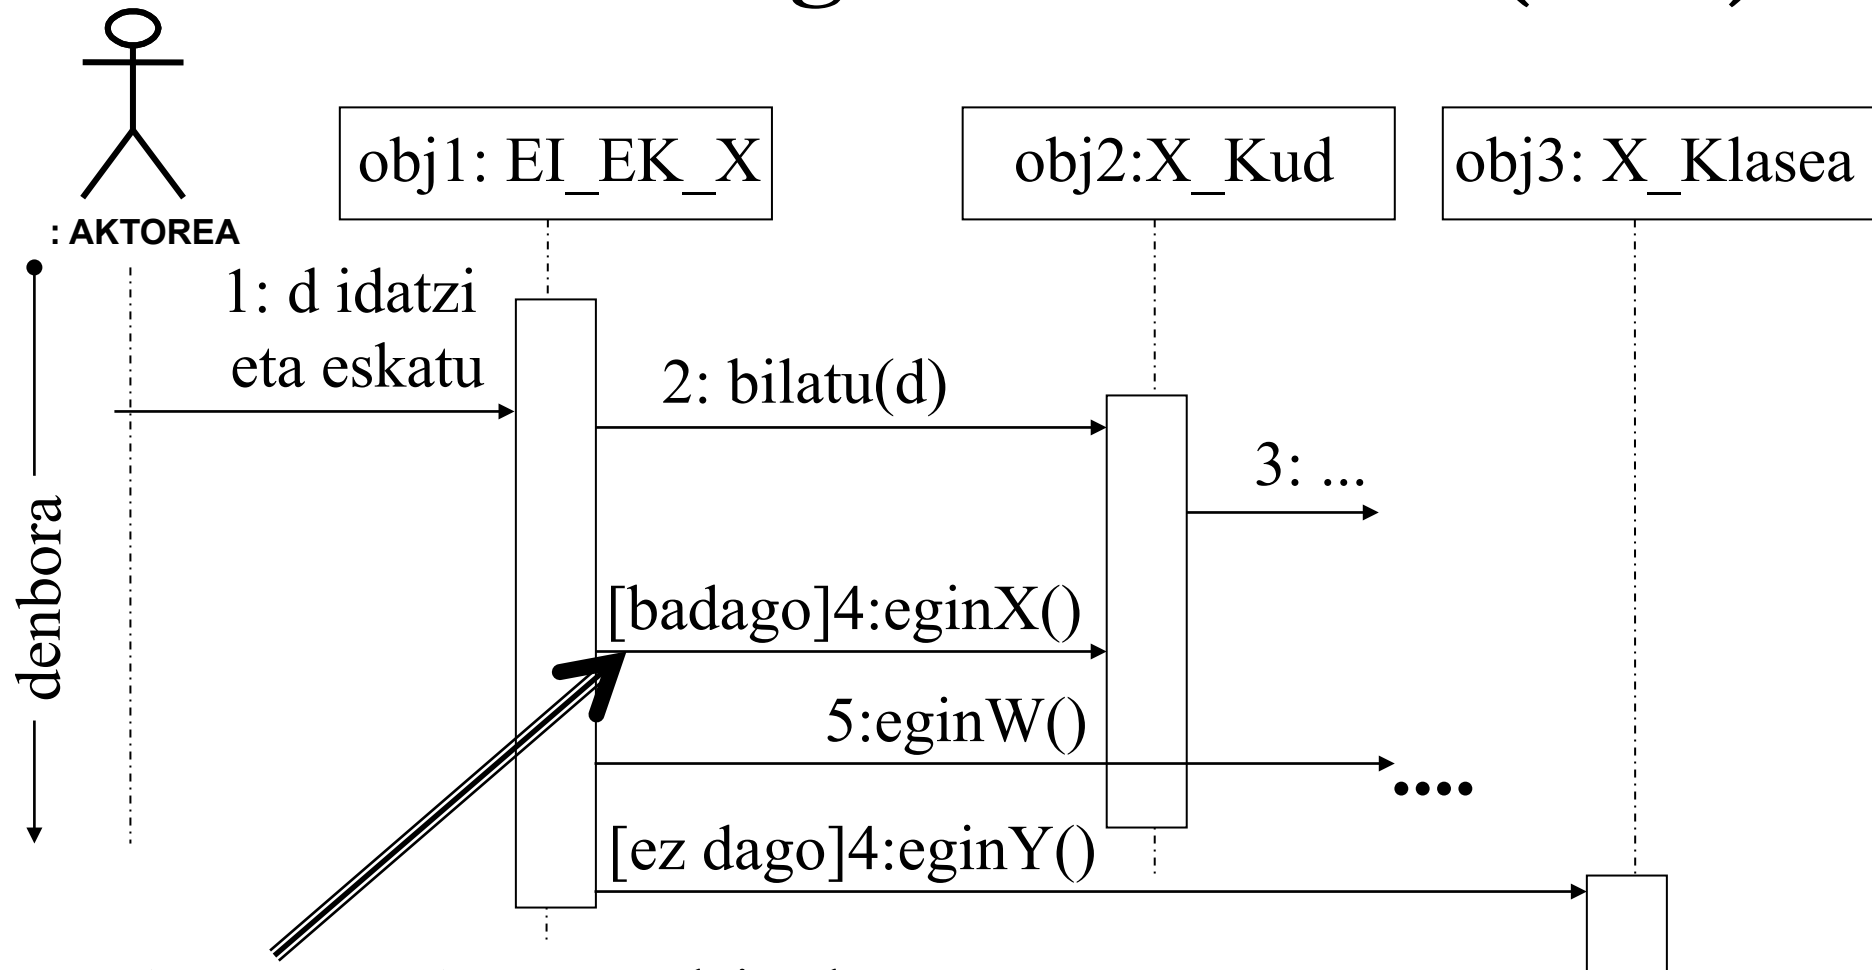 obj1: EI_EK_X
obj2:X_Kud
obj3: X_Klasea
: AKTOREA
1: d idatzi
eta eskatu
2: bilatu(d)
3: ...
denbora
[badago]4:eginX()
5:eginW()
....
[ez dago]4:eginY()